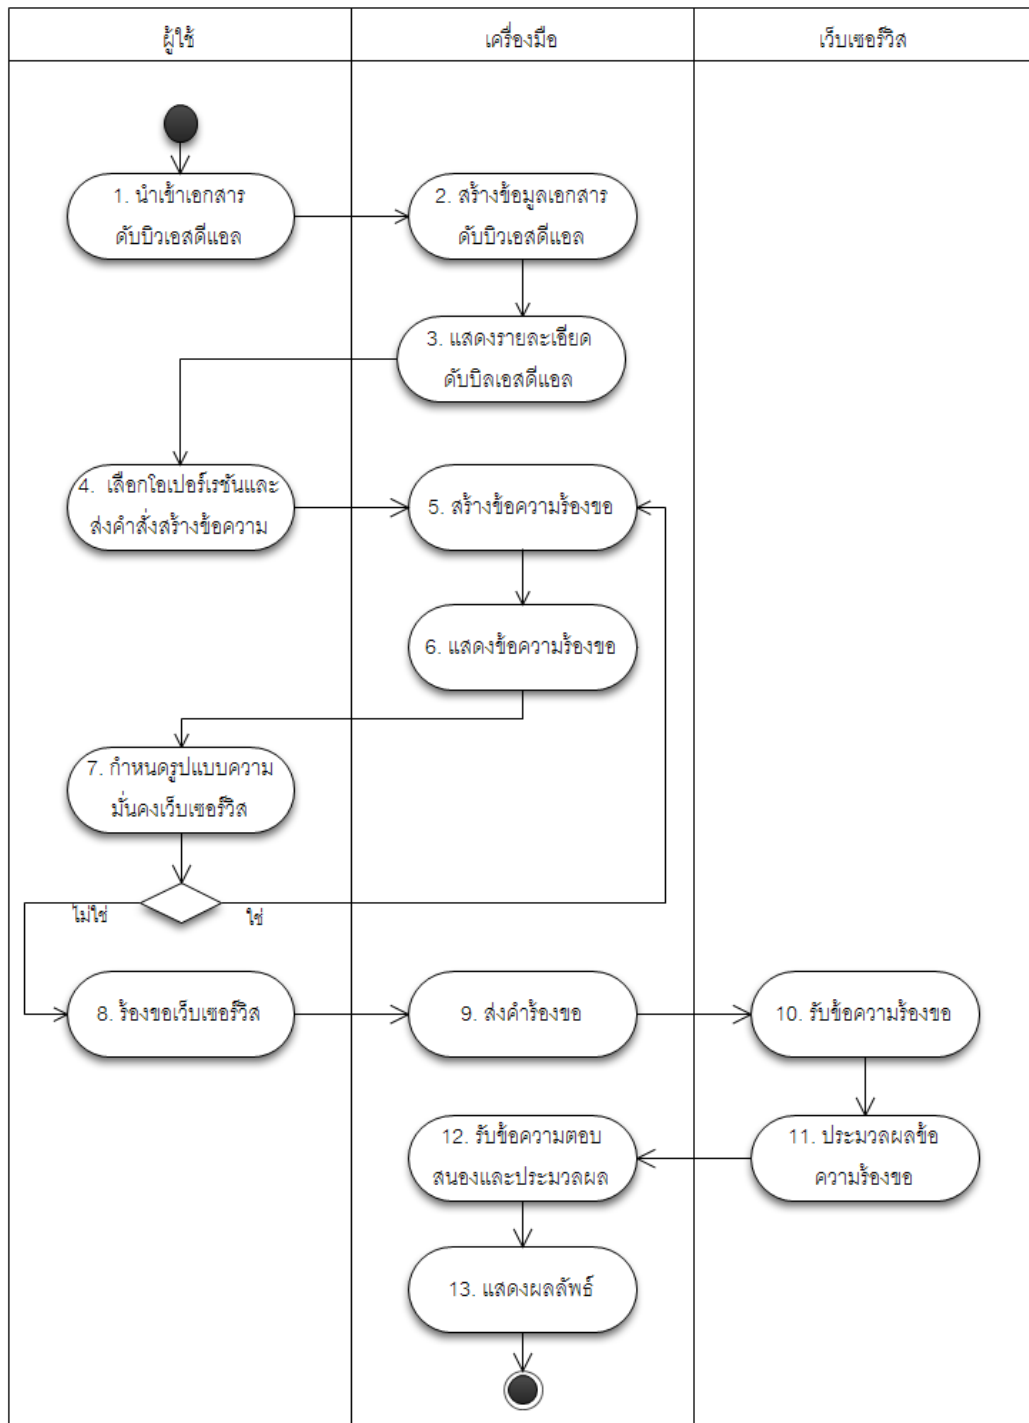 ผู้ใช้
เครื่องมือ
เว็บเซอร์วิส
1. นำเข้าเอกสาร
ดับบิวเอสดีแอล
2. สร้างข้อมูลเอกสาร
ดับบิวเอสดีแอล
3. แสดงรายละเอียด
ดับบิลเอสดีแอล
4. เลือกโอเปอร์เรชันและ
ส่งคำสั่งสร้างข้อความ
5. สร้างข้อความร้องขอ
6. แสดงข้อความร้องขอ
7. กำหนดรูปแบบความ
มั่นคงเว็บเซอร์วิส
ไม่ใช่
ใช่
8. ร้องขอเว็บเซอร์วิส
9. ส่งคำร้องขอ
10. รับข้อความร้องขอ
11. ประมวลผลข้อ
ความร้องขอ
12. รับข้อความตอบ
สนองและประมวลผล
13. แสดงผลลัพธ์